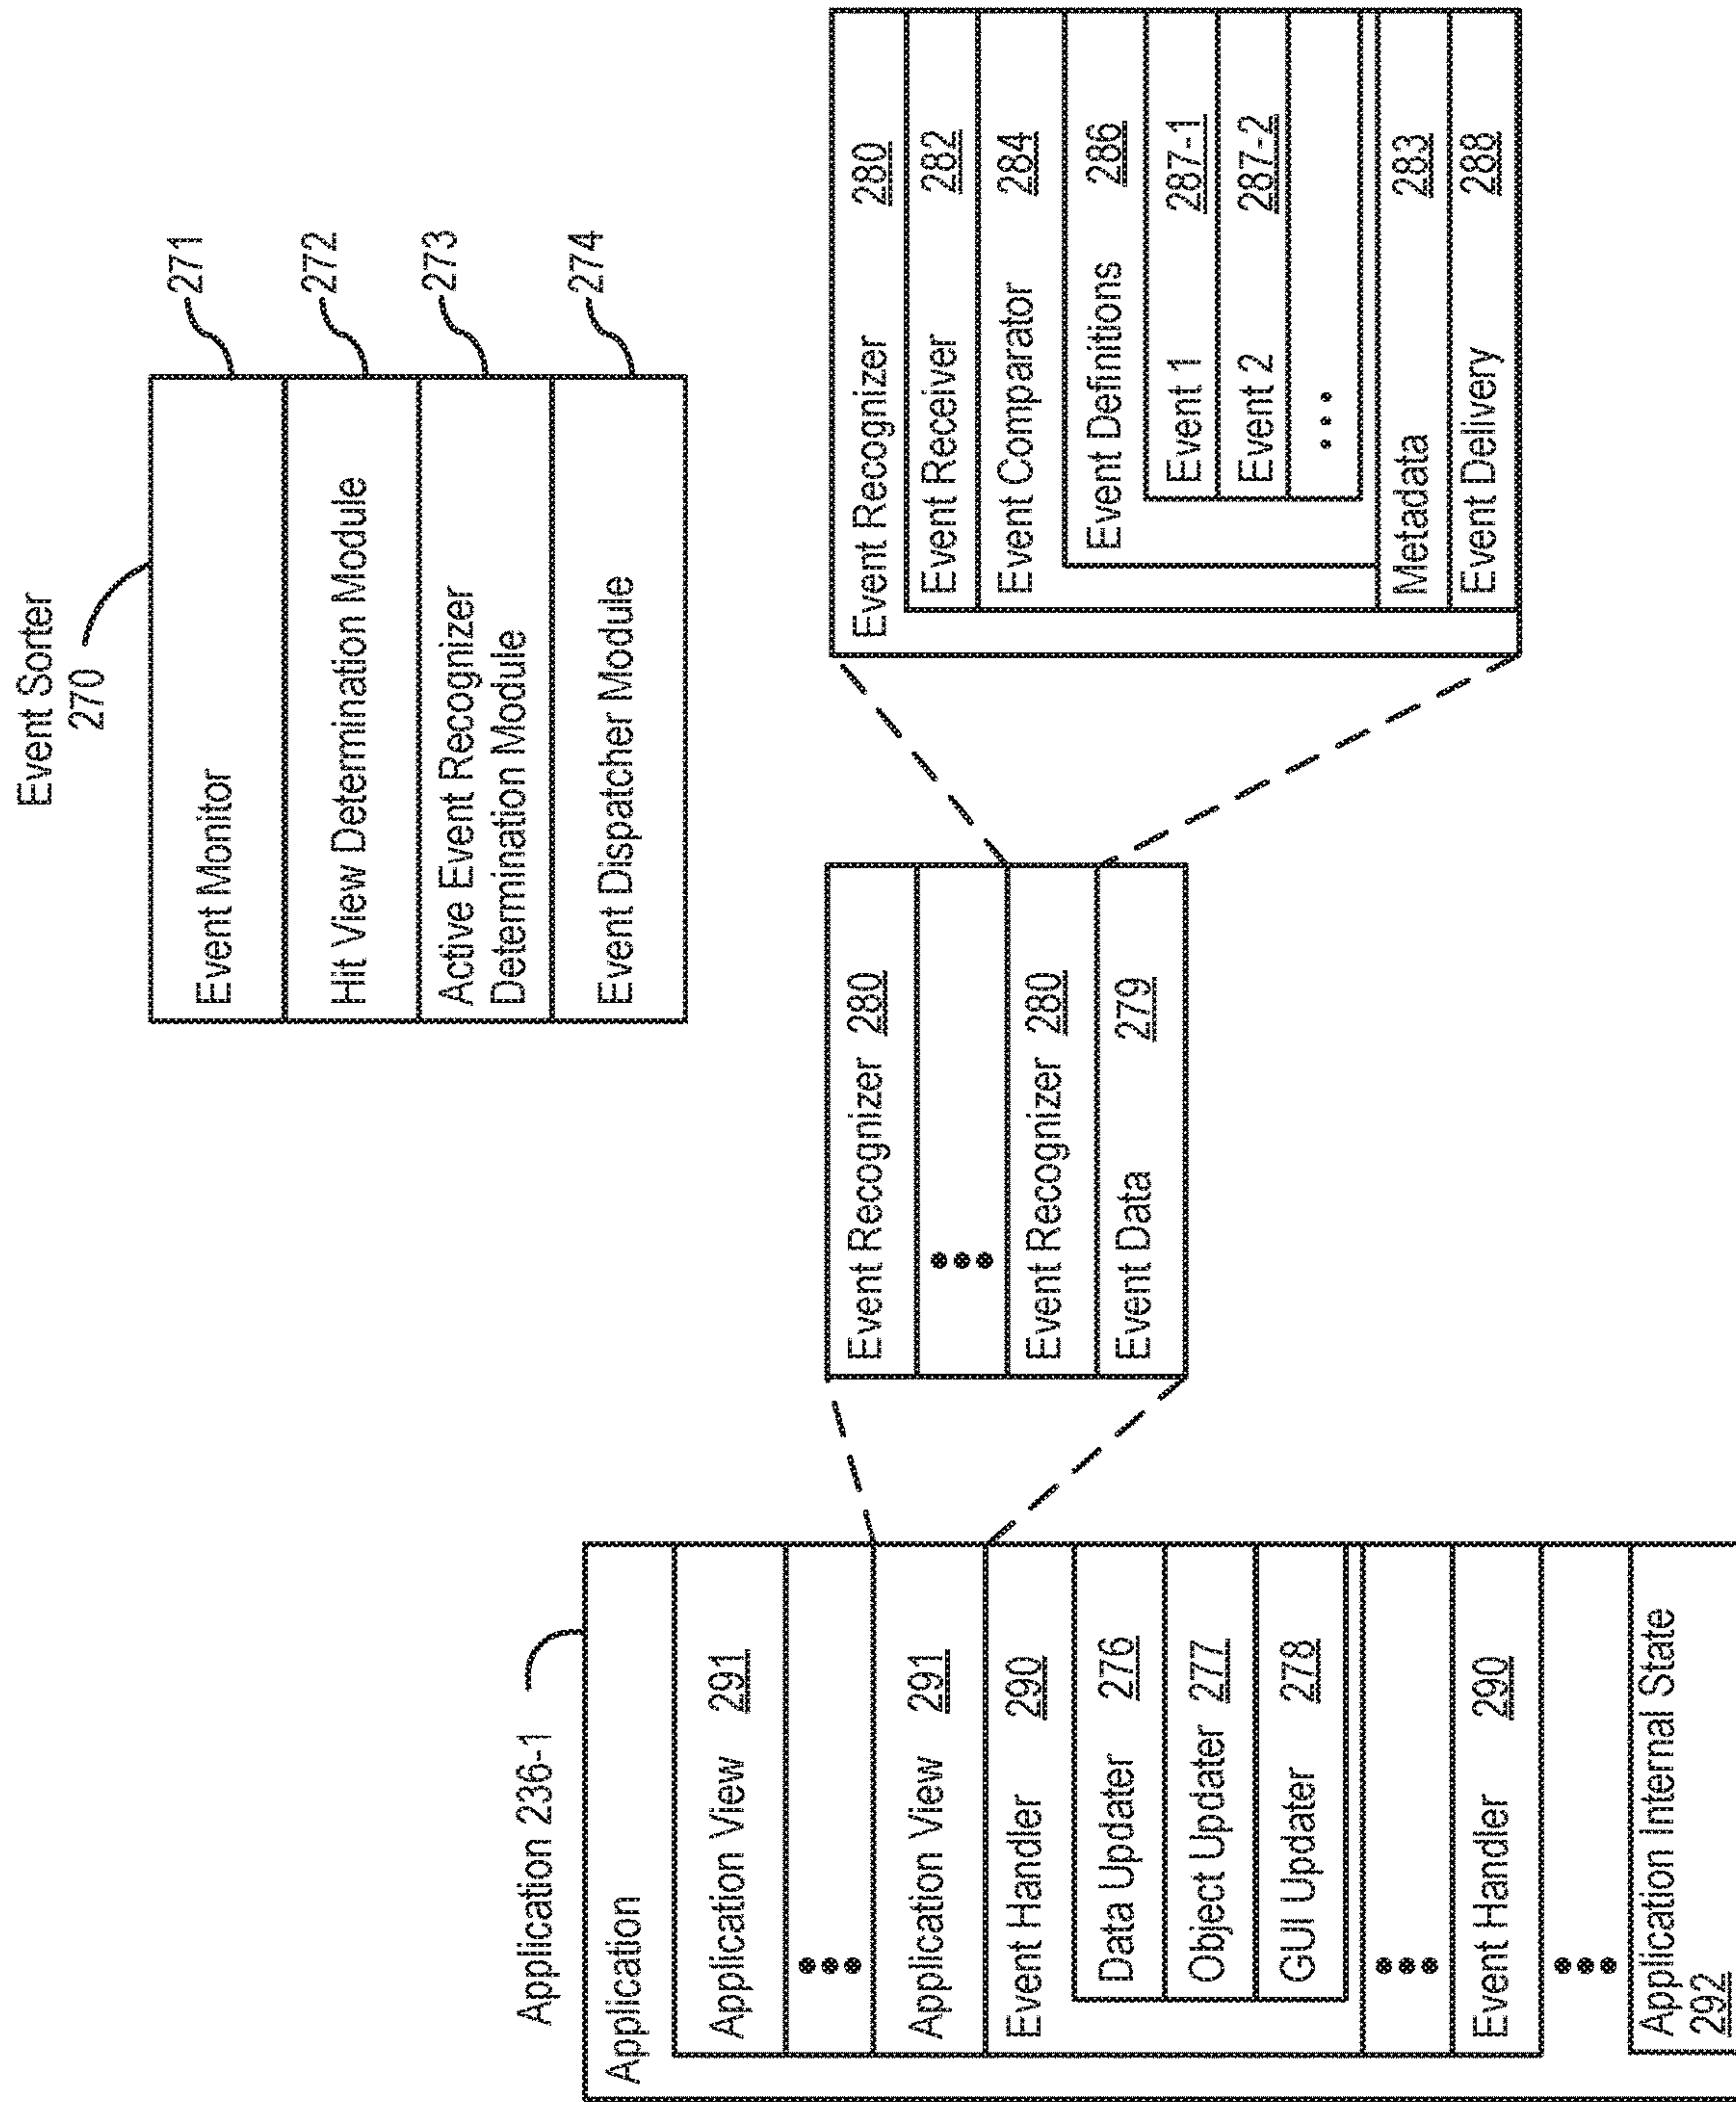 Event Sorter
270
Event Monitor
271
Hit View Determination Module
272
Active Event Recognizer
Determination Module
273
Event Dispatcher Module
274
Application 236-1
Application
Application View 291
•••
Application View 291
Event Handler 290
Data Updater 276
Object Updater 277
GUI Updater 278
•••
Event Handler 290
•••
Application Internal State
292
Event Recognizer 280
•••
Event Recognizer 280
Event Data 279
Event Recognizer 280
Event Receiver 282
Event Comparator 284
Event Definitions 286
Event 1 287-1
Event 2 287-2
•••
Metadata 283
Event Delivery 288